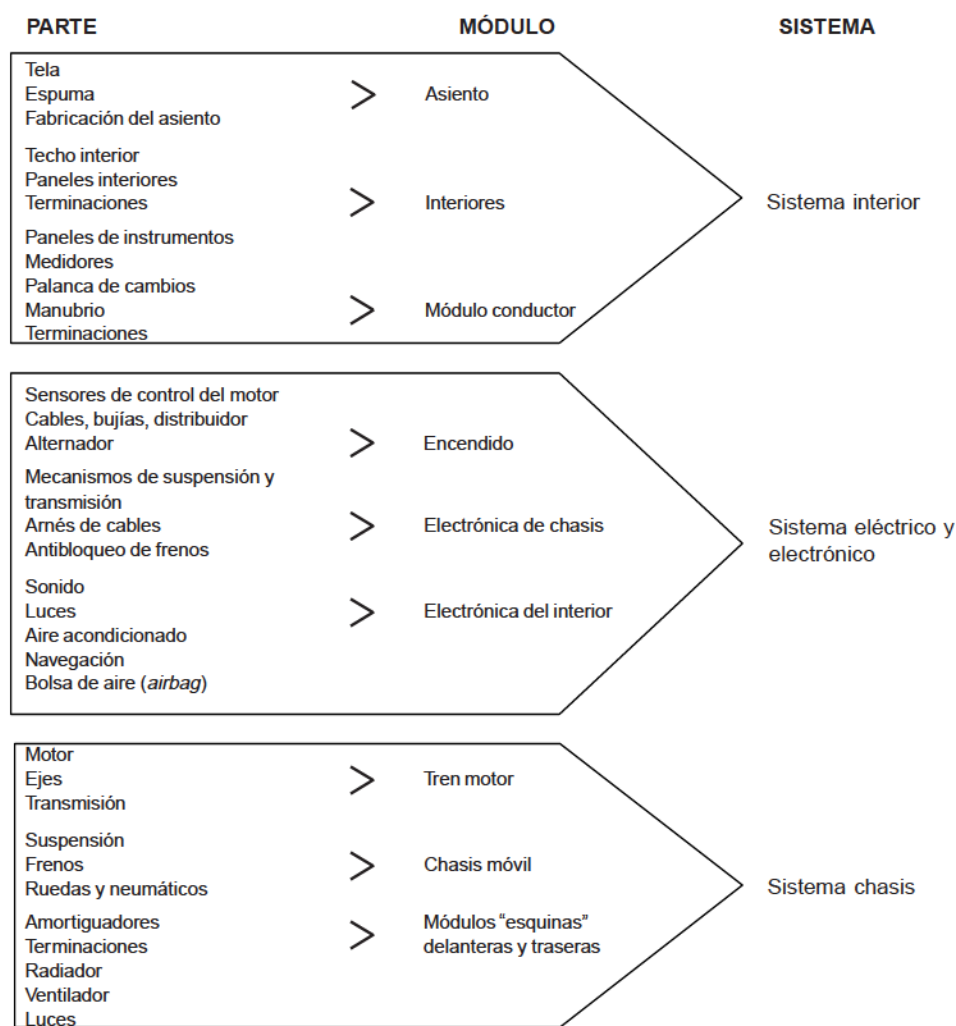 PARTE MÓDULO SISTEMA
Tela
Espuma > Asiento
Fabricación del asiento
Techo interior
Paneles interiores
Terminaciones > Interiores Sistema interior
Paneles de instrumentos
Medidores
Palanca de cambios
Manubrio > Módulo conductor
Terminaciones
Sensores de control del motor
Cables, bujías, distribuidor
Alternador > Encendido
Mecanismos de suspensión y
transmisión
Arnés de cables > Electrónica de chasis Sistema eléctrico y
Antibloqueo de frenos electrónico
Sonido
Luces > Electrónica del interior
Aire acondicionado
Navegación
Bolsa de aire (airbag)
Motor
Ejes > Tren motor
Transmisión
Suspensión
Frenos > Chasis móvil
Ruedas y neumáticos Sistema chasis
Amortiguadores > Módulos “esquinas”
Terminaciones delanteras y traseras
Radiador
Ventilador
Luces